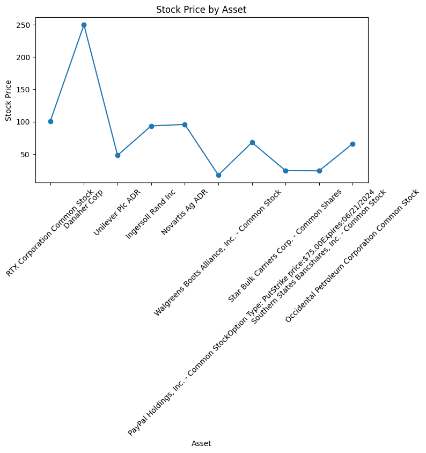 Stock Price by Asset
Stock Price
250
200
150
100
50
RTX Corporation Common Stock
Danaher Corp
Unilever Plc ADR
Ingersoll Rand Inc
Novartis Ag ADR
Walgreens Boots Alliance, Inc. - Common Stock
PayPal Holdings, Inc. - Common StockOption Type: PutStrike price:$75.00Expires:06/21/2024
Star Bulk Carriers Corp. - Common Shares
Southern States Bancshares, Inc. - Common Stock
Occidental Petroleum Corporation Common Stock
Asset